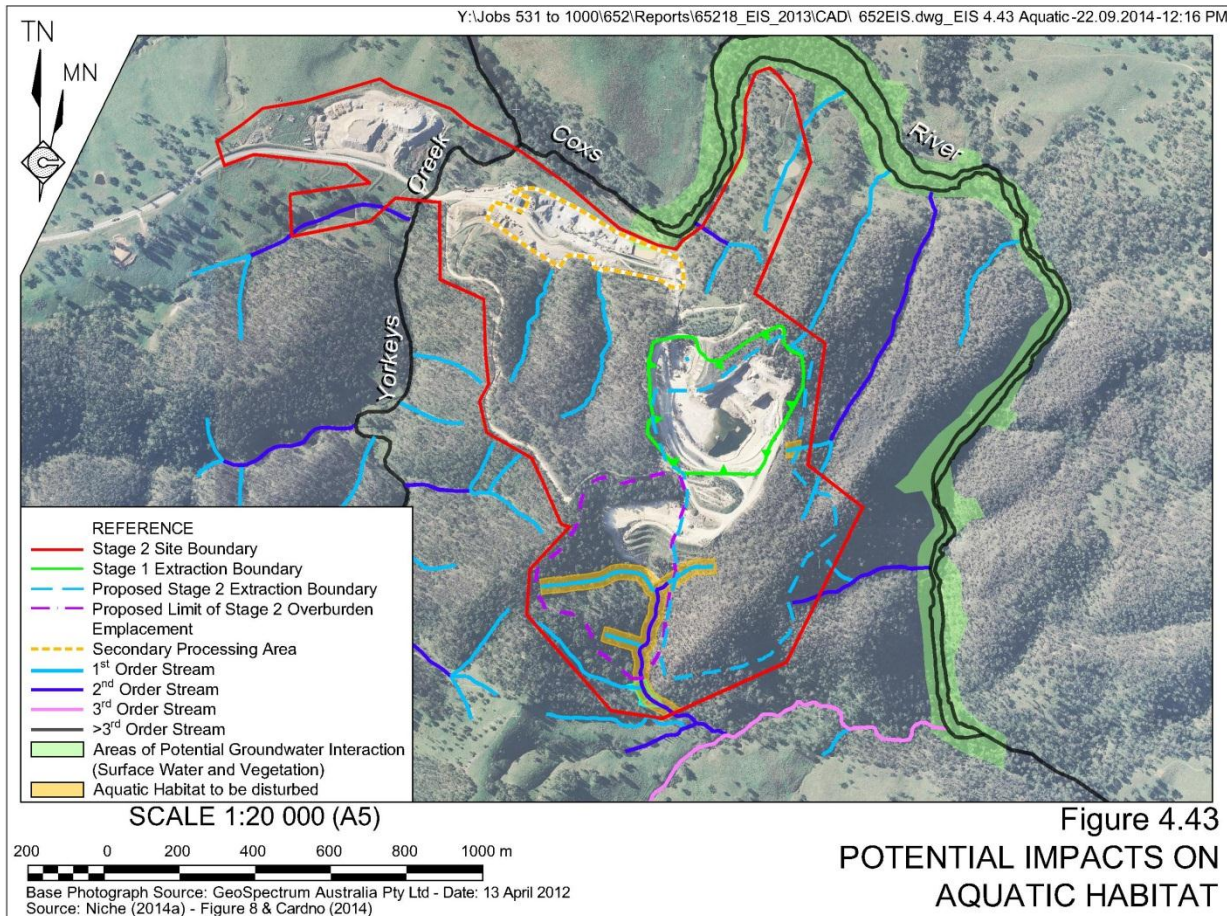 Y:\Jobs 531 to 1000\652\Reports\65218_EIS_2013\CAD\ 652EIS.dwg_EIS 4.43 Aquatic-22.09.2014-12:16 PM
TN
MN
Coxs
River
Yorkeys
Creek
REFERENCE
Stage 2 Site Boundary
Stage 1 Extraction Boundary
Proposed Stage 2 Extraction Boundary
Proposed Limit of Stage 2 Overburden
Emplacement
Secondary Processing Area
1st Order Stream
2nd Order Stream
3rd Order Stream
>3rd Order Stream
Areas of Potential Groundwater Interaction
(Surface Water and Vegetation)
Aquatic Habitat to be disturbed
SCALE 1:20 000 (A5)
200 0 200 400 600 800 1000 m
Base Photograph Source: GeoSpectrum Australia Pty Ltd - Date: 13 April 2012
Source: Niche (2014a) - Figure 8 & Cardno (2014)
Figure 4.43
POTENTIAL IMPACTS ON
AQUATIC HABITAT